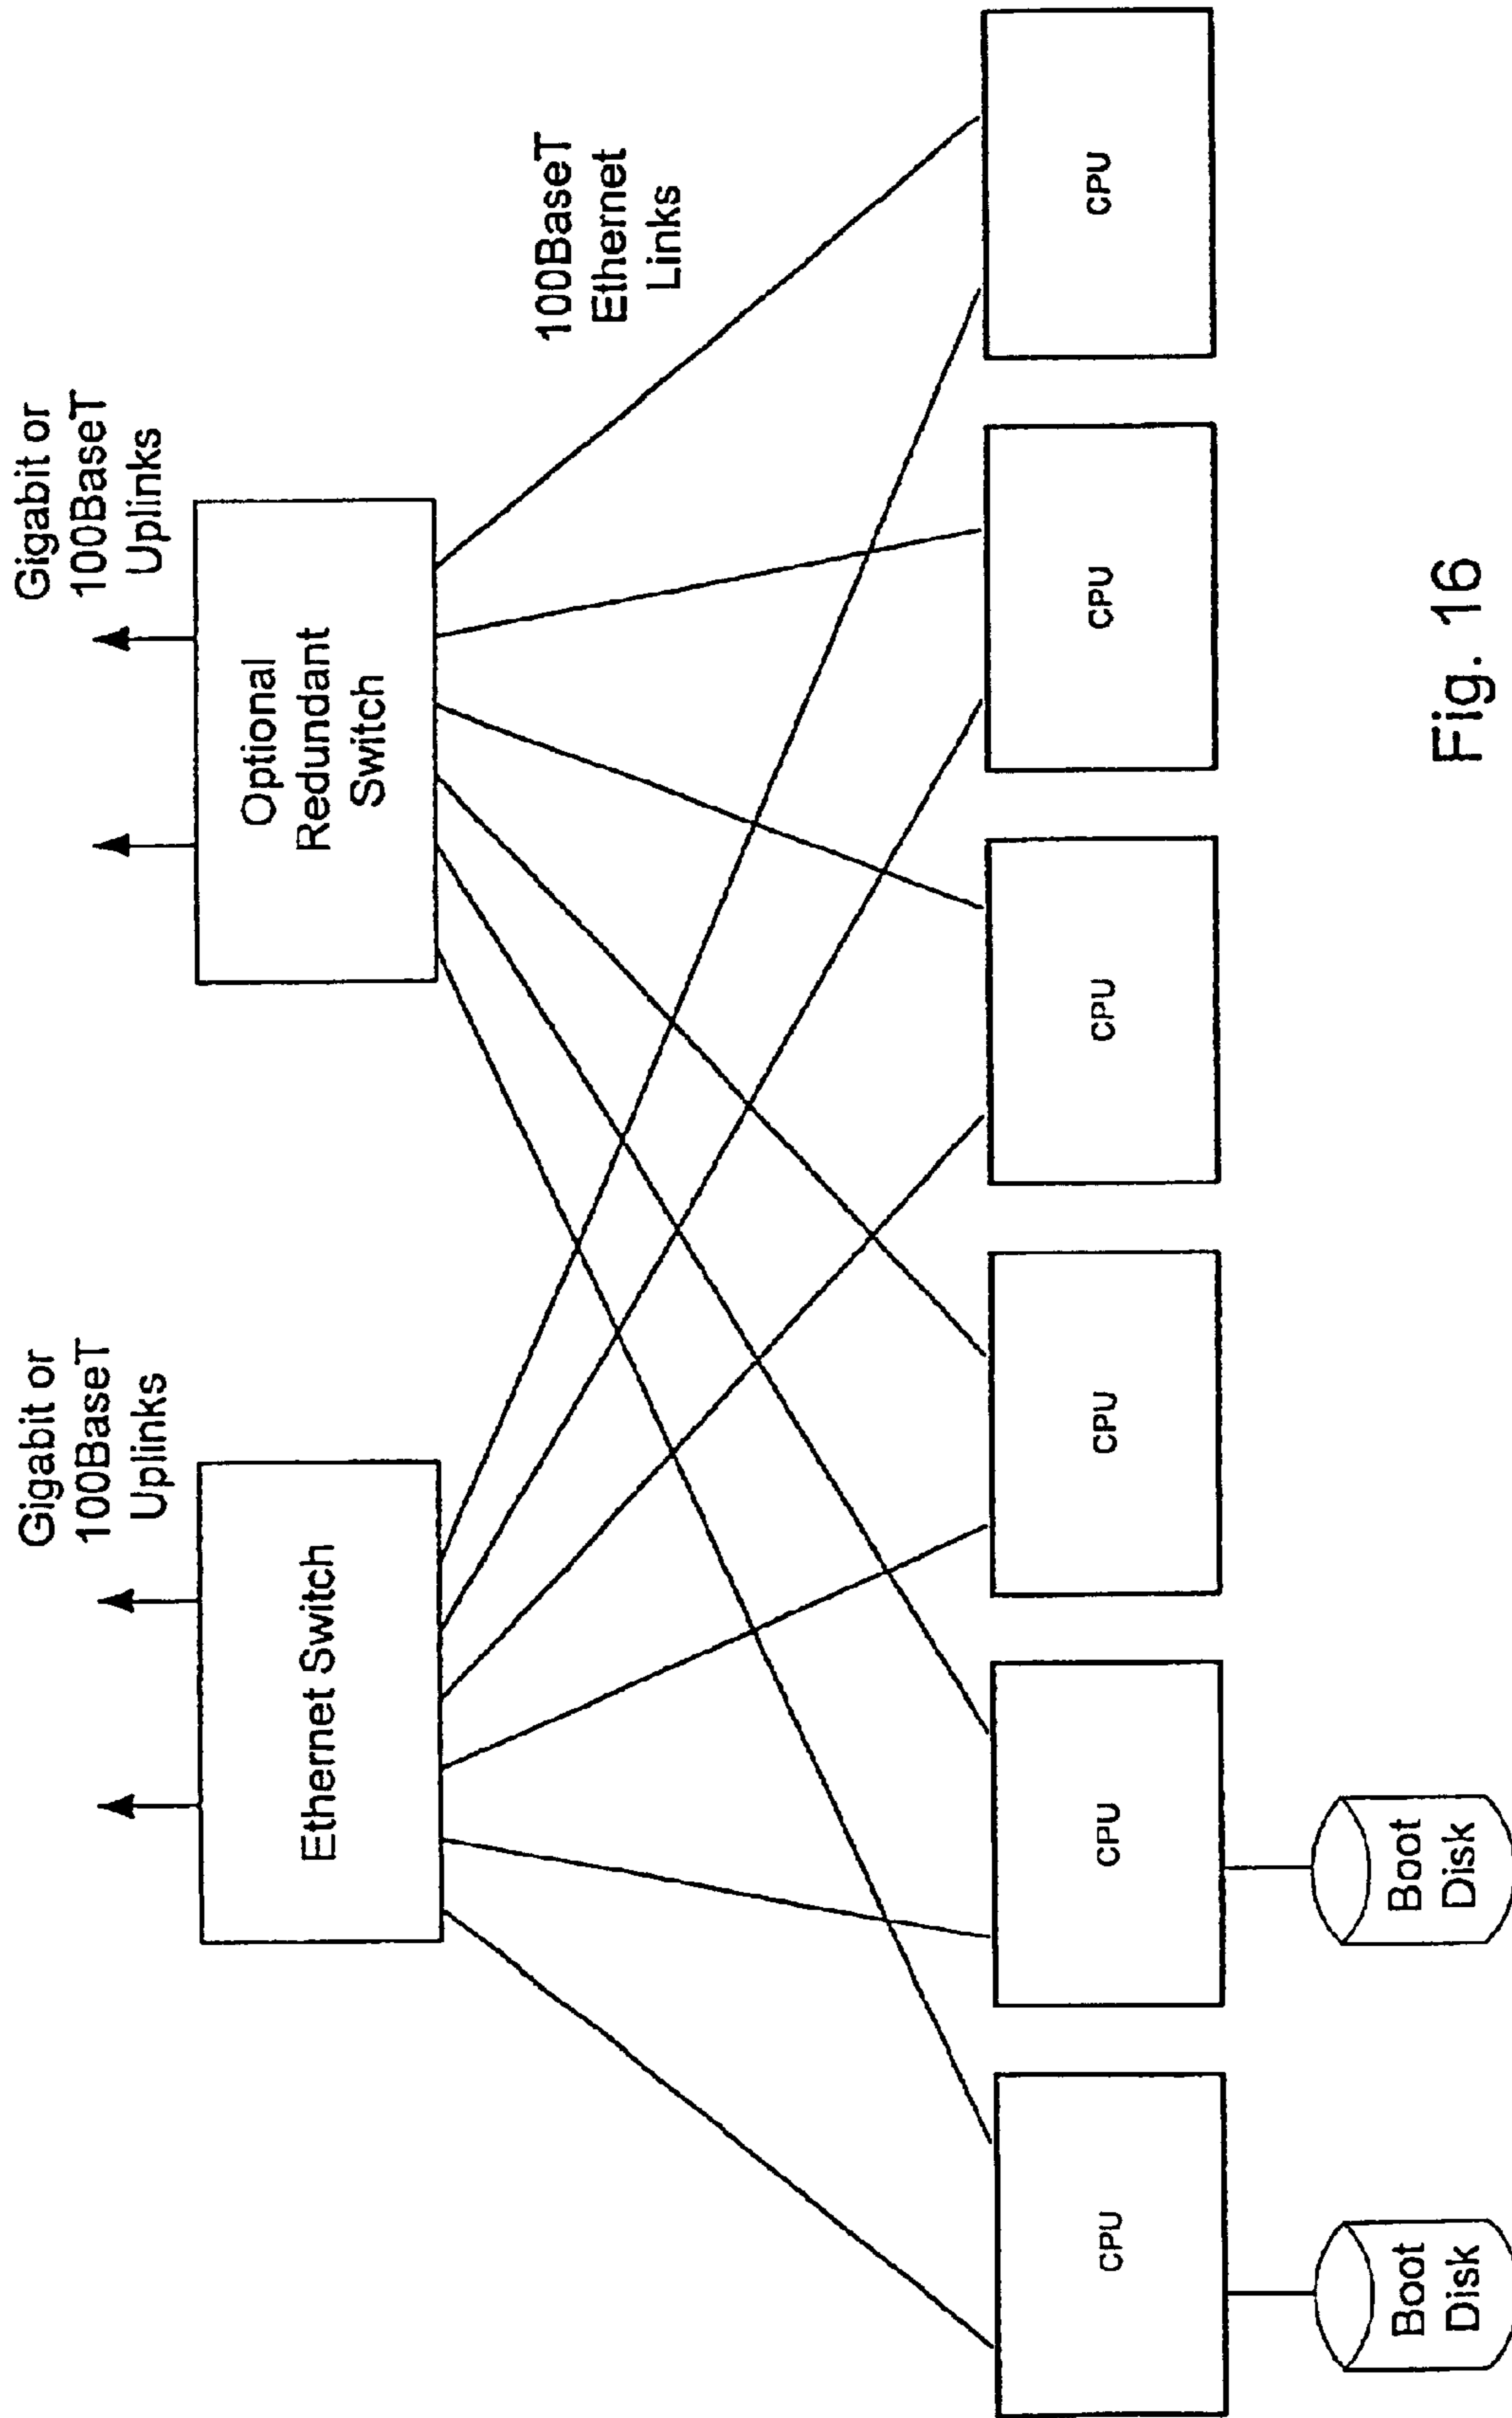 Gigabit or
100BaseT
Uplinks
Gigabit or
100BaseT
Uplinks
Ethernet Switch
Optional
Redundant
Switch
100BaseT
Ethernet
Links
CPU
CPU
CPU
CPU
CPU
CPU
Boot
Disk
Boot
Disk
Fig. 16